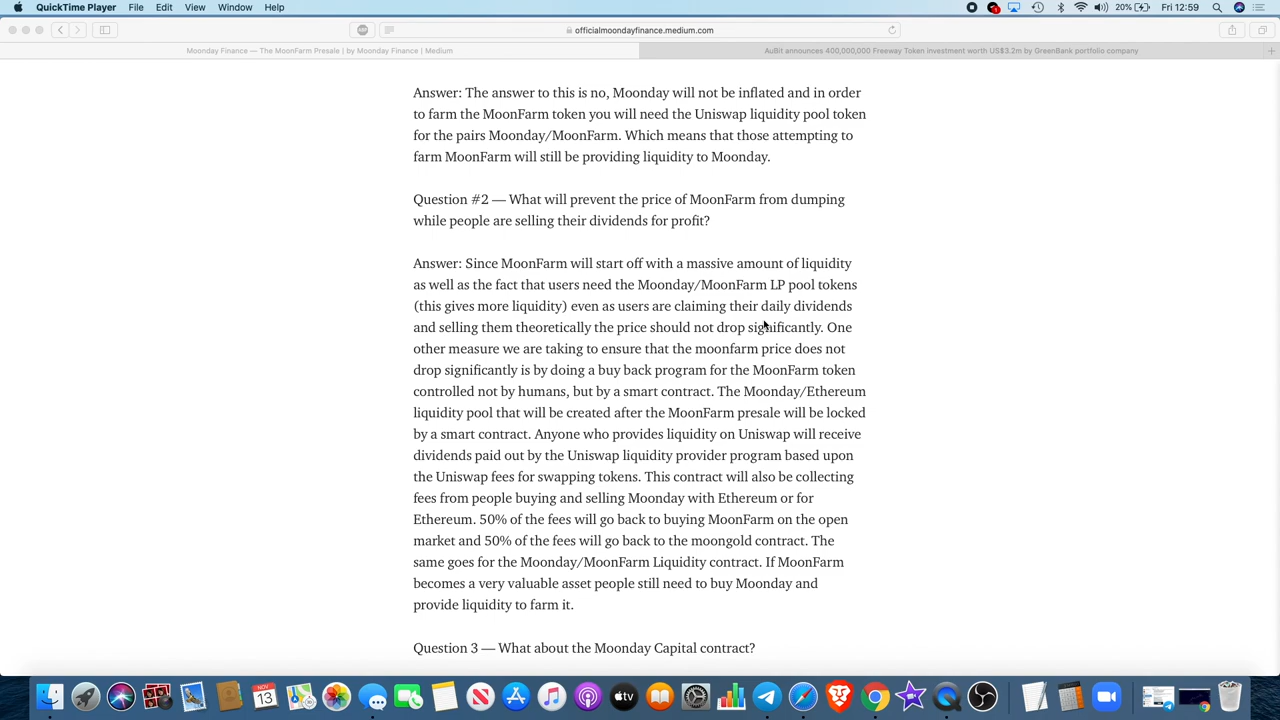 QuickTime Player File Edit View Window Help
20% Fri 12:59
officialmoondayfinance.medium.com
Moonday Finance — The MoonFarm Presale | by Moonday Finance | Medium
AuBit announces 400,000,000 Freeway Token investment worth US$3.2m by GreenBank portfolio company
Answer: The answer to this is no, Moonday will not be inflated and in order
to farm the MoonFarm token you will need the Uniswap liquidity pool token
for the pairs Moonday/MoonFarm. Which means that those attempting to
farm MoonFarm will still be providing liquidity to Moonday.
Question #2 — What will prevent the price of MoonFarm from dumping
while people are selling their dividends for profit?
Answer: Since MoonFarm will start off with a massive amount of liquidity
as well as the fact that users need the Moonday/MoonFarm LP pool tokens
(this gives more liquidity) even as users are claiming their daily dividends
and selling them theoretically the price should not drop significantly. One
other measure we are taking to ensure that the moonfarm price does not
drop significantly is by doing a buy back program for the MoonFarm token
controlled not by humans, but by a smart contract. The Moonday/Ethereum
liquidity pool that will be created after the MoonFarm presale will be locked
by a smart contract. Anyone who provides liquidity on Uniswap will receive
dividends paid out by the Uniswap liquidity provider program based upon
the Uniswap fees for swapping tokens. This contract will also be collecting
fees from people buying and selling Moonday with Ethereum or for
Ethereum. 50% of the fees will go back to buying MoonFarm on the open
market and 50% of the fees will go back to the moongold contract. The
same goes for the Moonday/MoonFarm Liquidity contract. If MoonFarm
becomes a very valuable asset people still need to buy Moonday and
provide liquidity to farm it.
Question 3 — What about the Moonday Capital contract?
NOV
13
tv